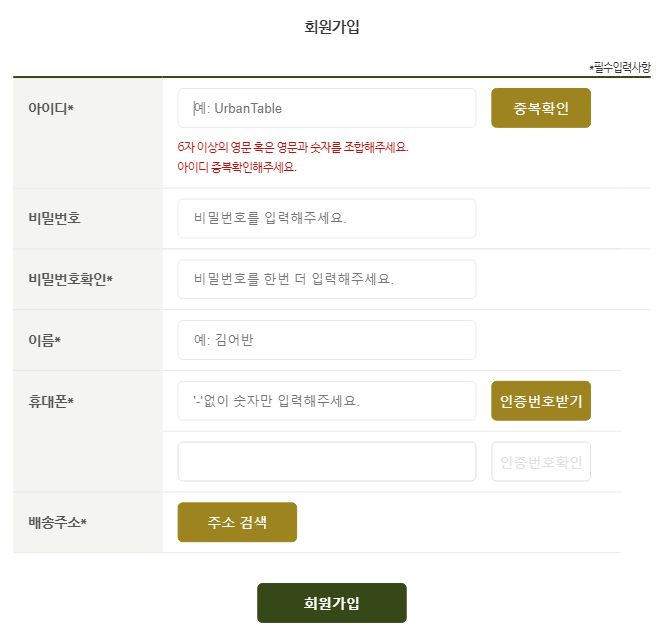 회원가입
*필수입력사항
아이디*
예: UrbanTable
중복확인
6자 이상의 영문 혹은 영문과 숫자를 조합해주세요.
아이디 중복확인해주세요.
비밀번호
비밀번호를 입력해주세요.
비밀번호확인*
비밀번호를 한번 더 입력해주세요.
이름*
예: 김어반
휴대폰*
'-'없이 숫자만 입력해주세요.
인증번호받기
인증번호확인
배송주소*
주소 검색
회원가입